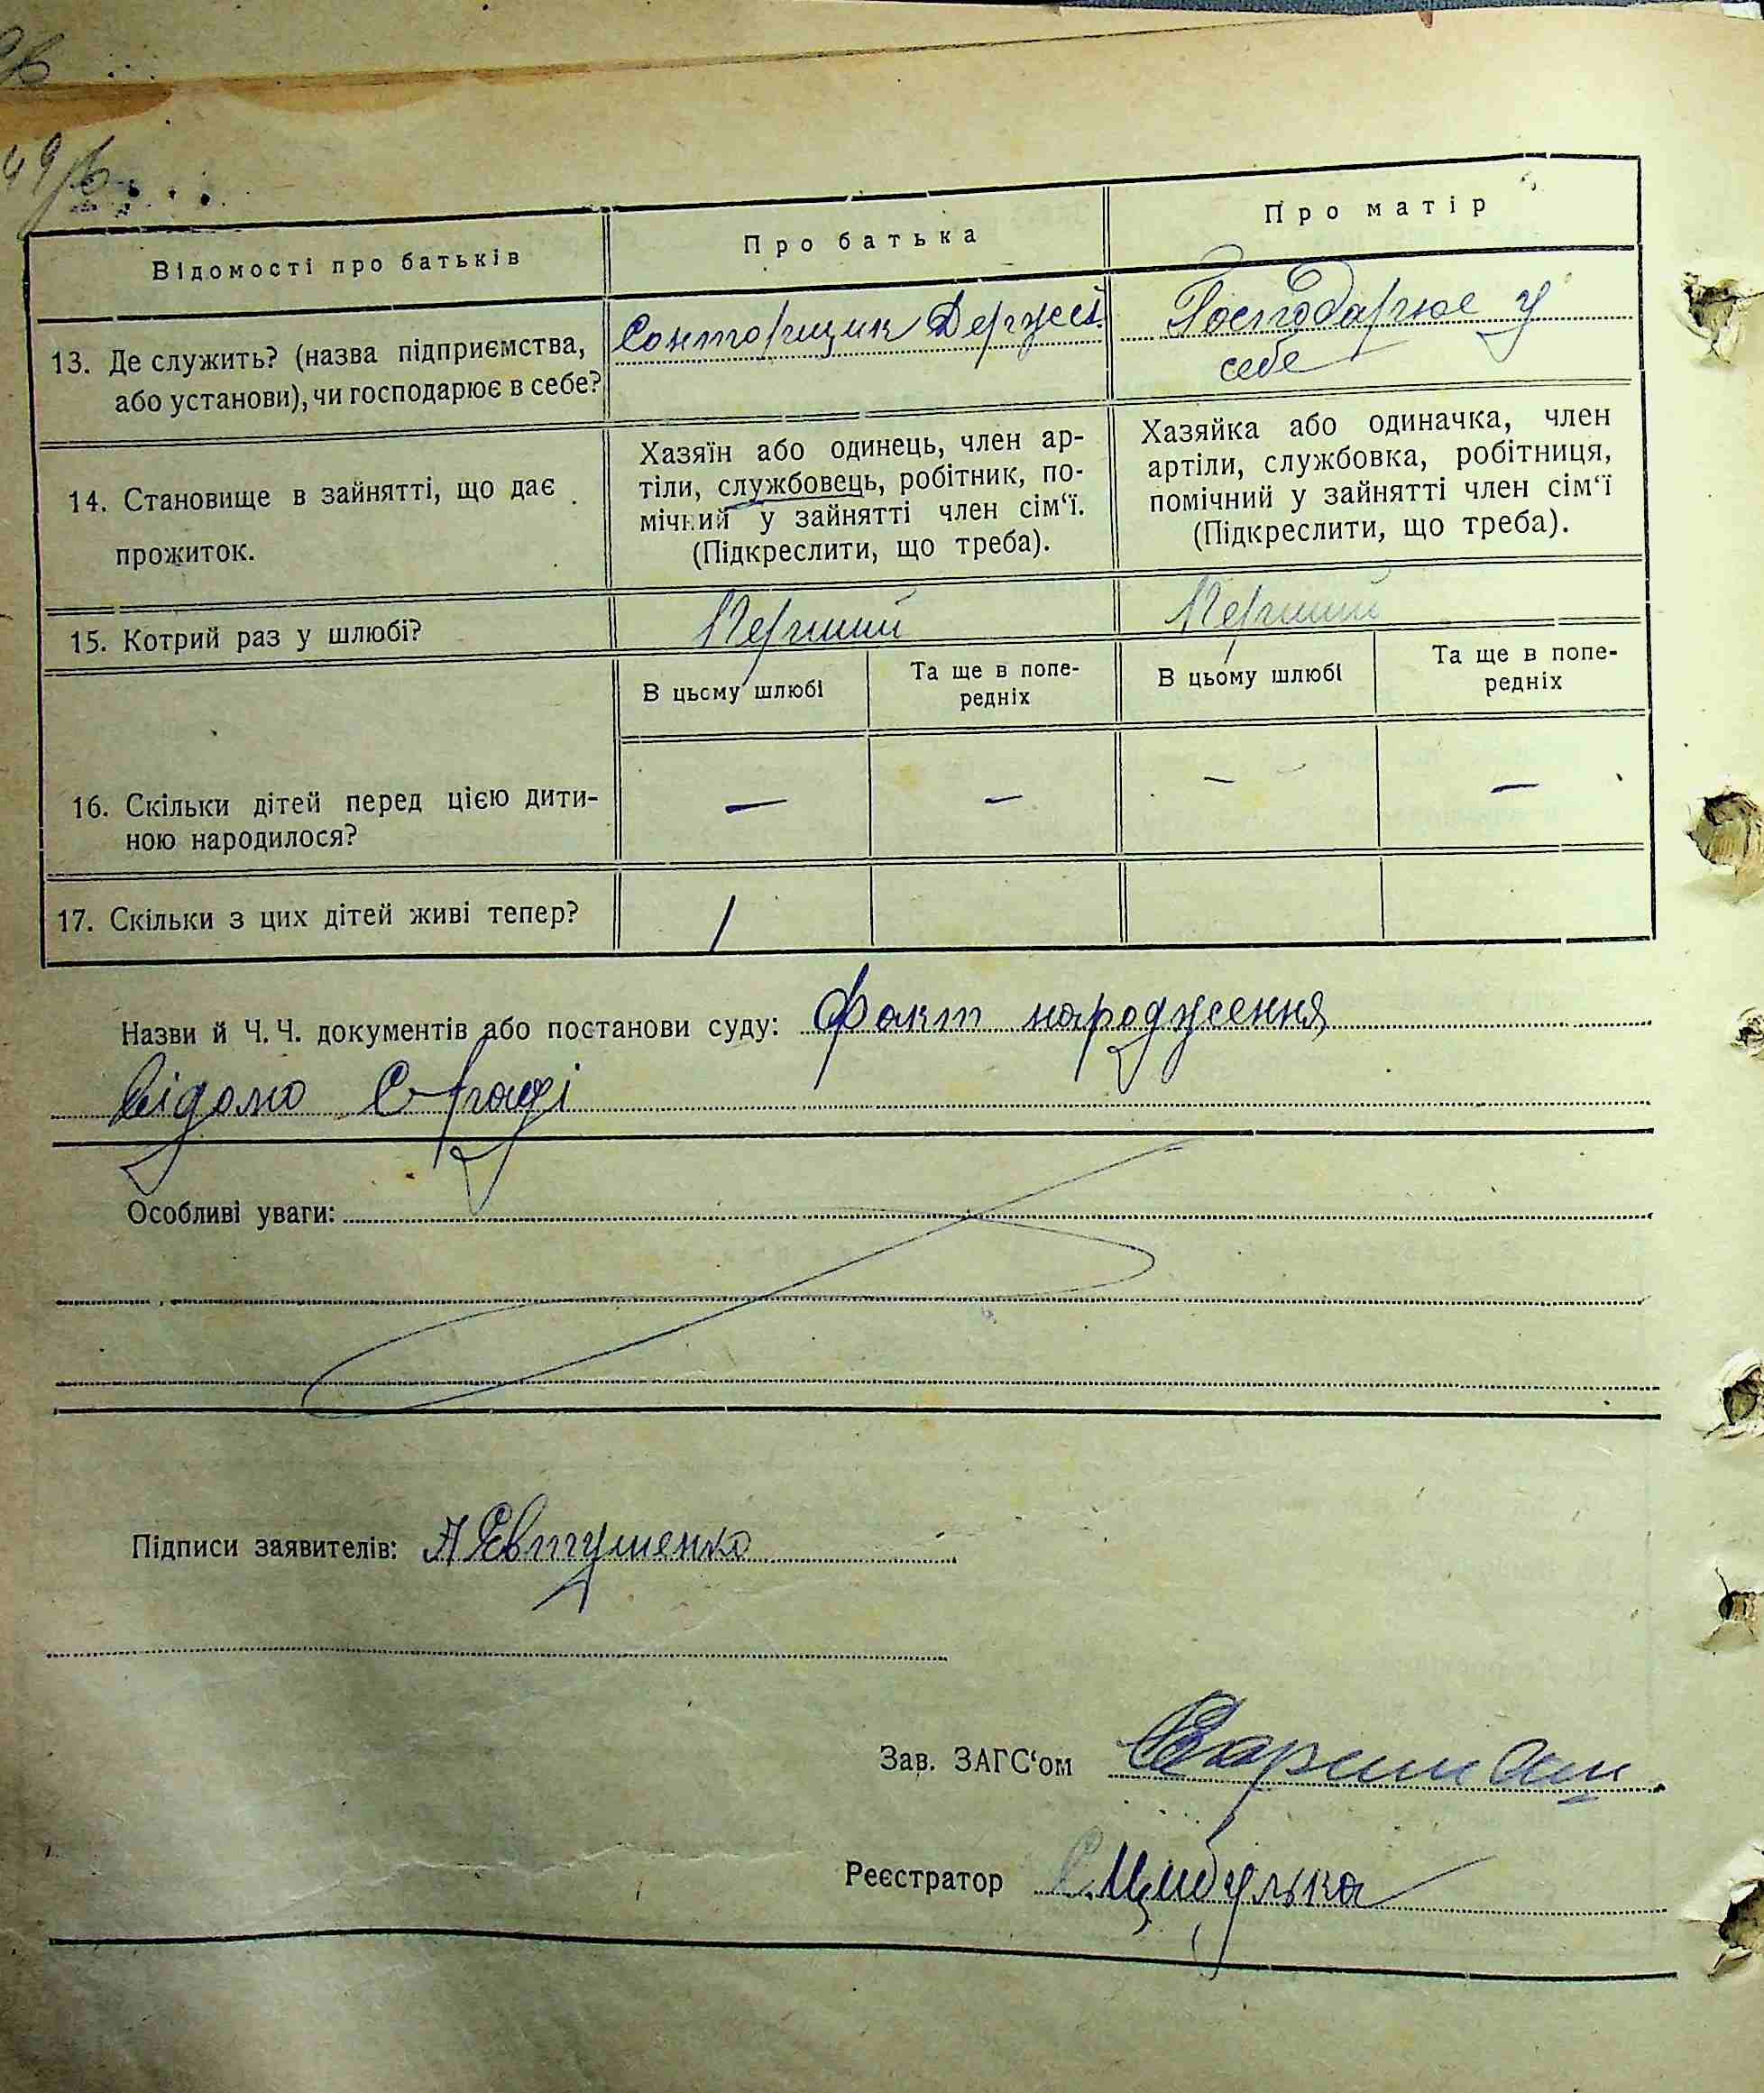 49/б
Відомості про батьків
Про батька
Про матір
13. Де служить? (назва підприємства,
або установи), чи господарює в себе?
Конторщик
Господарює у
себе
14. Становище в зайнятті, що дає
прожиток.
Хазяїн або одинець, член ар-
тіли, службовець, робітник, по-
мічний у зайнятті член сім‘ї.
(Підкреслити, що треба).
Хазяйка або одиначка, член
артіли, службовка, робітниця,
помічний у зайнятті член сім‘ї
(Підкреслити, що треба).
15. Котрий раз у шлюбі?
Перший
Перший
В цьому шлюбі
Та ще в попе-
редніх
В цьому шлюбі
Та ще в попе-
редніх
16. Скільки дітей перед цією дити-
ною народилося?
— — — —
17. Скільки з цих дітей живі тепер?
/
Назви й Ч. Ч. документів або постанови суду: Факт народження
відомо С-раді
Особливі уваги:
Підписи заявителів: А Євтушенко
Зав. ЗАГС‘ом
Реєстратор С. Цибулька